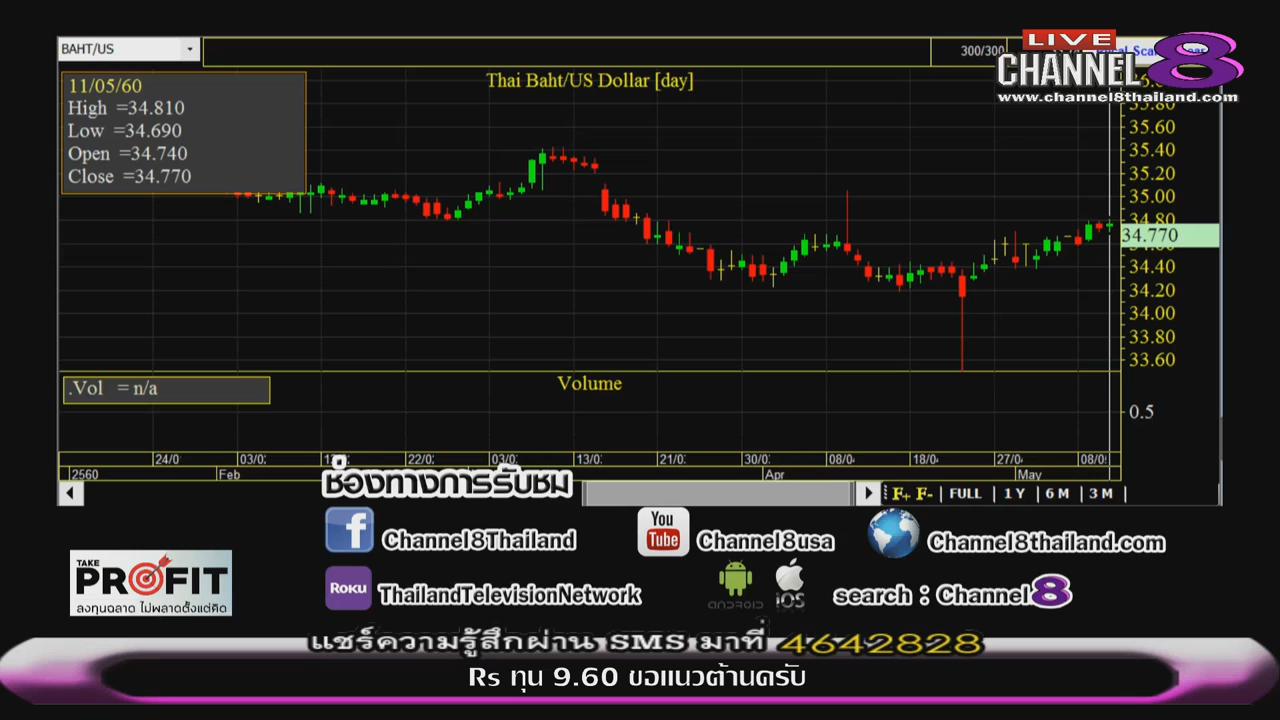 BAHT/US
300/300
LIVE
CHANNEL 8
www.channel8thailand.com
Thai Baht/US Dollar [day]
11/05/60
High =34.810
Low =34.690
Open =34.740
Close =34.770
35.80
35.60
35.40
35.20
35.00
34.80
34.770
34.40
34.20
34.00
33.80
33.60
.Vol = n/a
Volume
0.5
24/0 03/0 22/0 03/0 13/0 21/0 30/0 08/0 18/0 27/0 08/0
2560 Feb Apr May
F+ F- FULL 1 Y 6 M 3 M
ช่องทางการรับชม
f Channel8Thailand
You Tube Channel8usa
Channel8thailand.com
ROKU ThailandTelevisionNetwork
ANDROID iOS
search : Channel 8
TAKE
PROFIT
ลงทุนฉลาด ไม่พลาดตั้งแต่คิด
แชร์ความรู้สึกผ่าน SMS มาที่ 4642828
Rs ทุน 9.60 ขอแนวต้านครับ